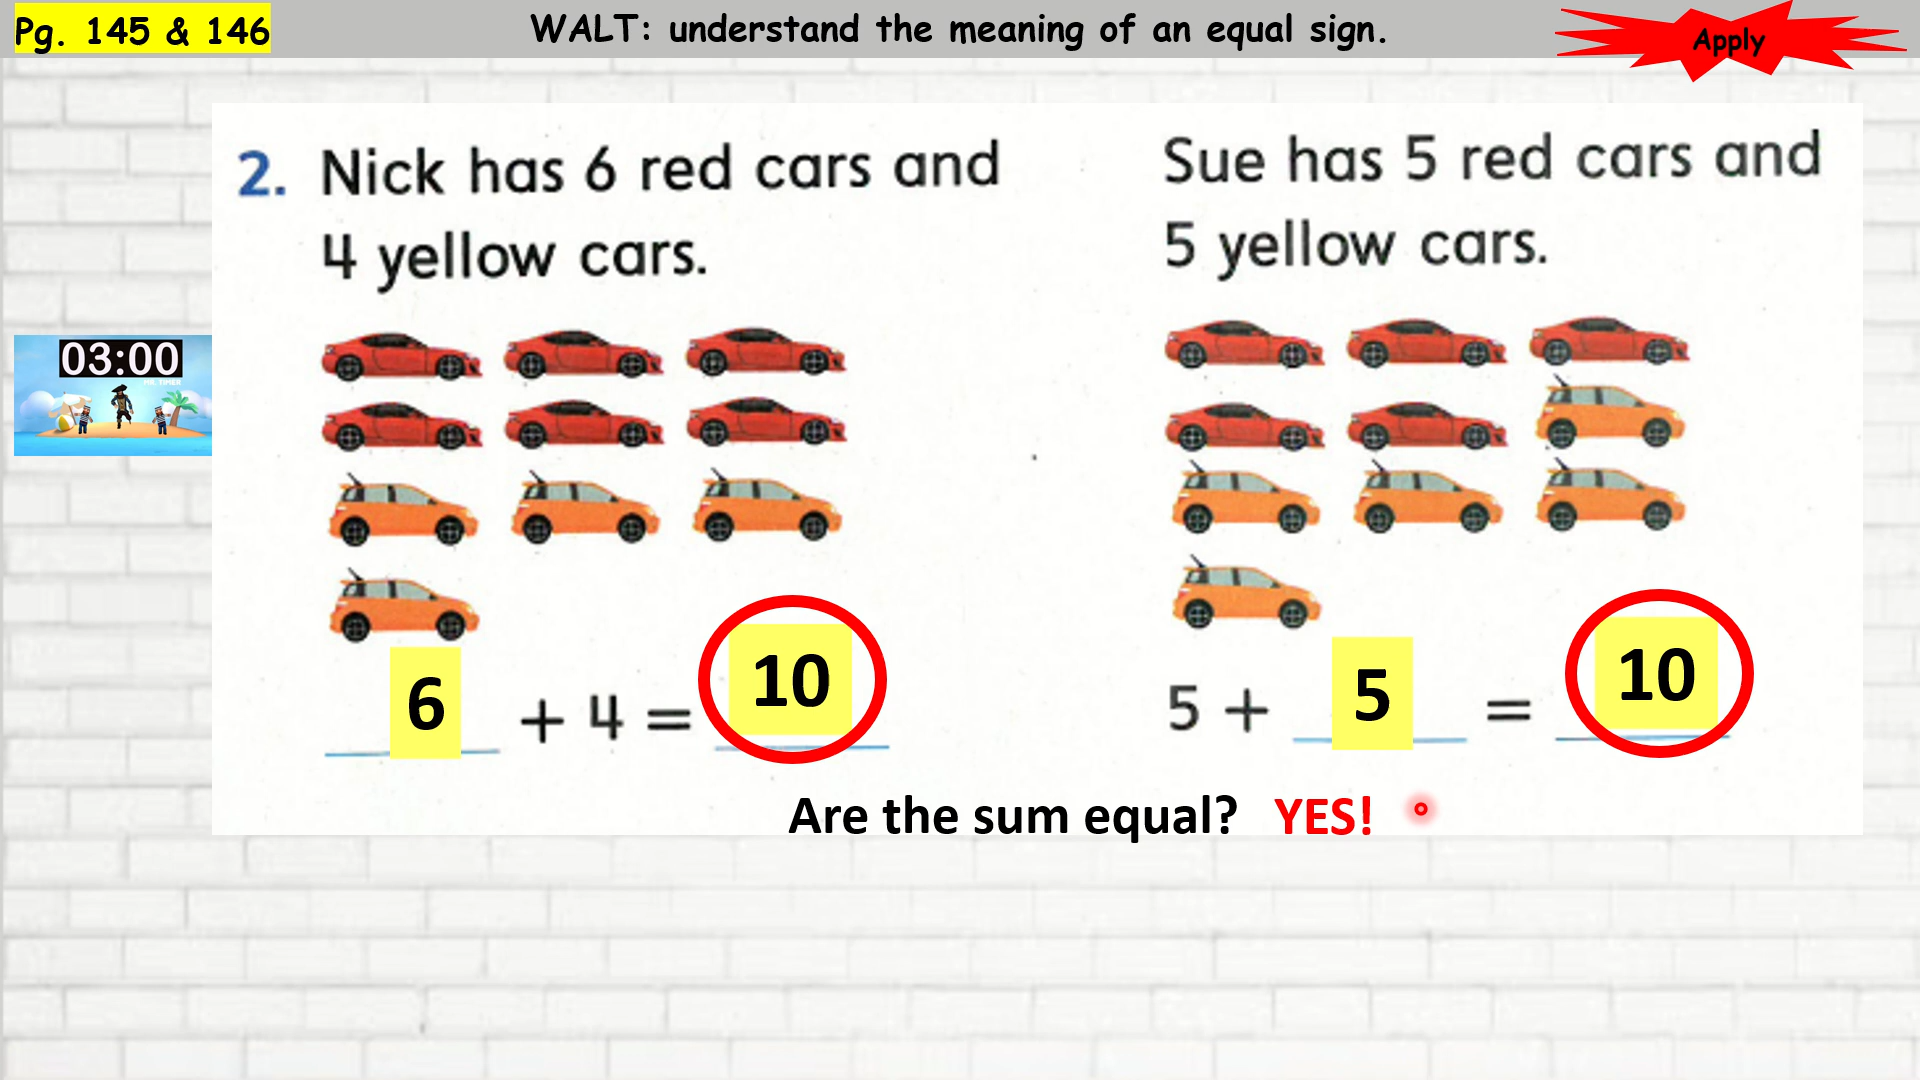 Pg. 145 & 146
WALT: understand the meaning of an equal sign.
Apply
2. Nick has 6 red cars and
4 yellow cars.
Sue has 5 red cars and
5 yellow cars.
03:00
MR. TIMER
6 + 4 = 10
5 + 5 = 10
Are the sum equal? YES!